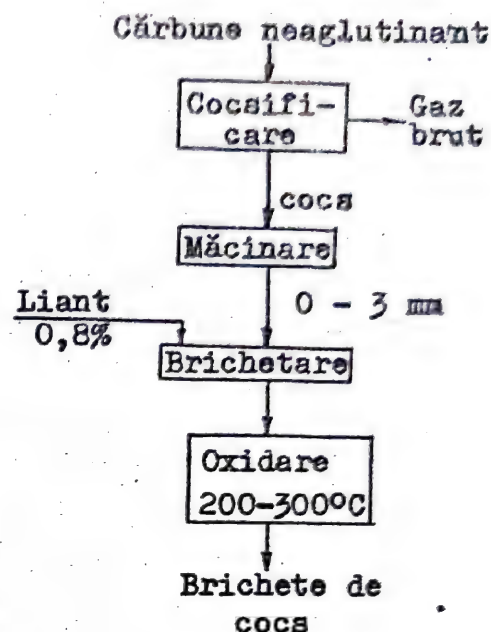 Cărbune neaglutinant
Cocsifi-
care
Gaz
brut
cocs
Măcinare
Liant
0,8%
0 - 3 mm
Brichetare
Oxidare
200-300°C
Brichete de
cocs